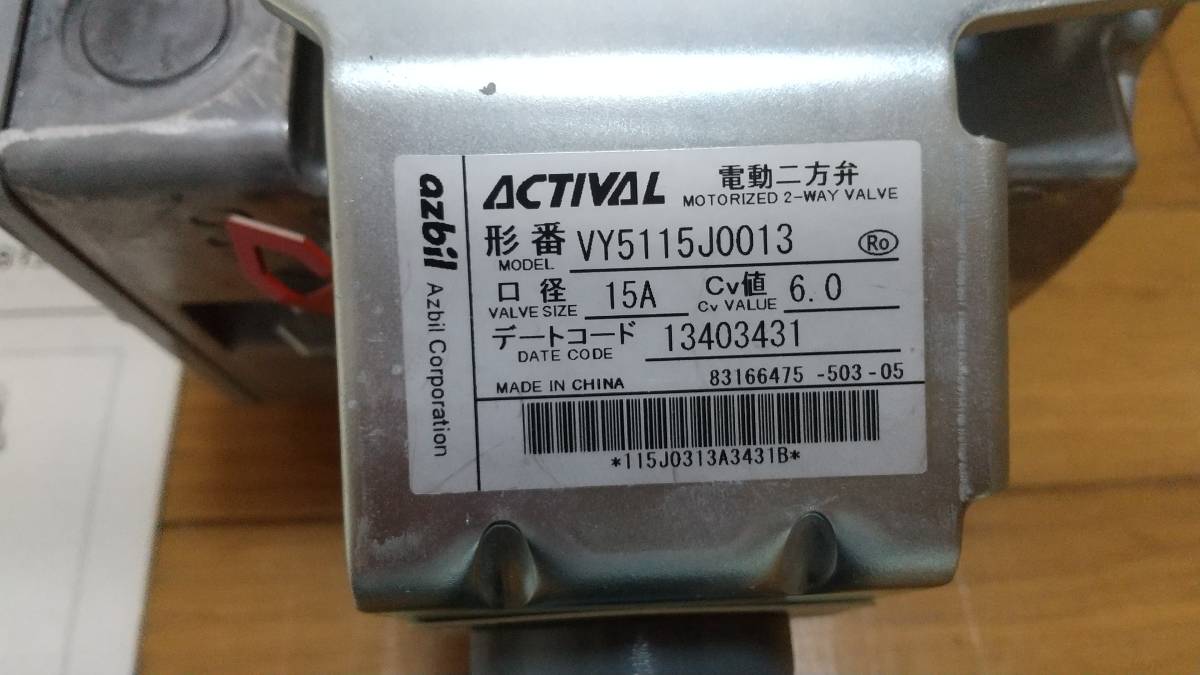 azbil Azbil Corporation
ACTIVAL 電動二方弁
MOTORIZED 2-WAY VALVE
形番 VY5115J0013 Ro
MODEL
口径 15A Cv値 6.0
VALVE SIZE Cv VALUE
デートコード 13403431
DATE CODE
MADE IN CHINA 83166475 -503-05
*115J0313A3431B*